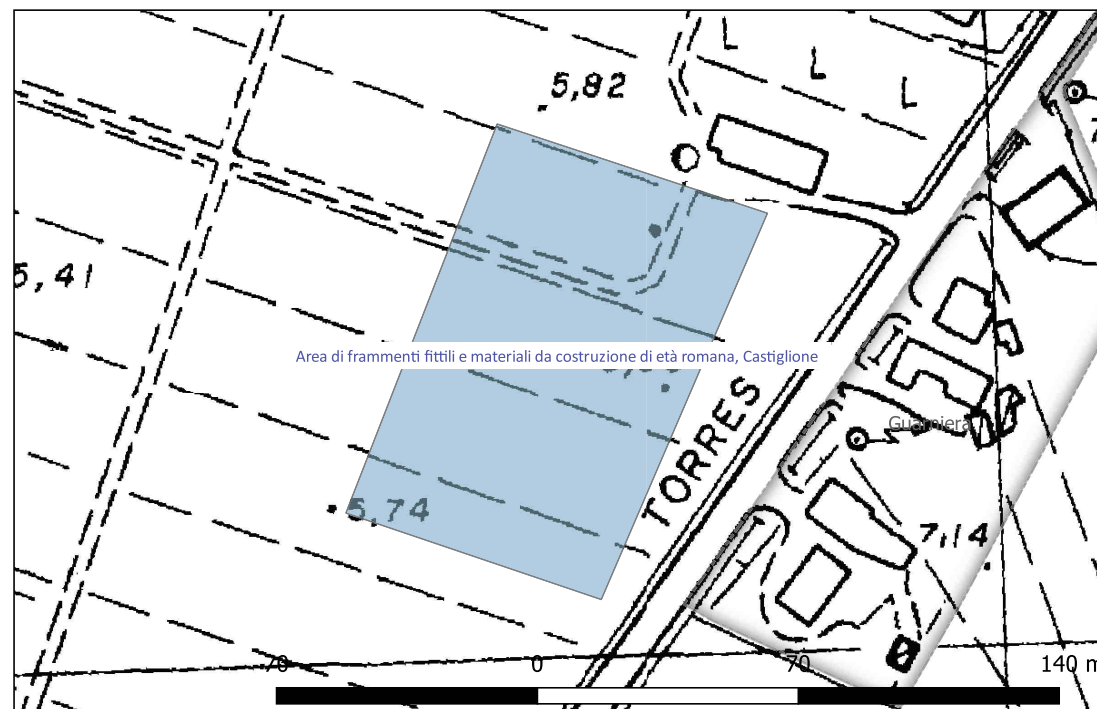 L
L
L
5,82
5,41
Area di frammenti fittili e materiali da costruzione di età romana, Castiglione
TORRES
Guarniera
5,74
7,14
70 0 70 140 m